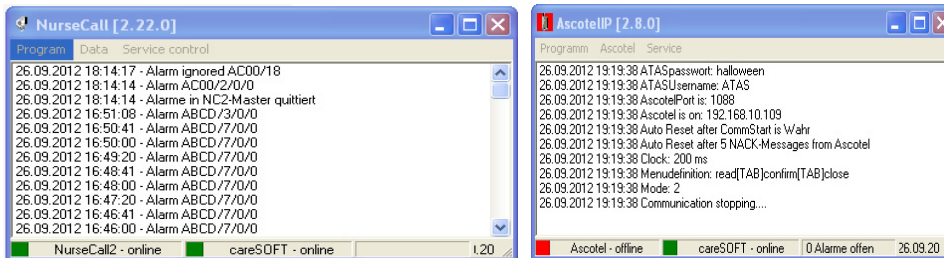 NurseCall [2.22.0]
Program Data Service control
26.09.2012 18:14:17 - Alarm ignored AC00/18
26.09.2012 18:14:14 - Alarm AC00/2/0/0
26.09.2012 18:14:14 - Alarme in NC2-Master quittiert
26.09.2012 16:51:08 - Alarm ABCD/3/0/0
26.09.2012 16:50:41 - Alarm ABCD/7/0/0
26.09.2012 16:50:00 - Alarm ABCD/7/0/0
26.09.2012 16:49:20 - Alarm ABCD/7/0/0
26.09.2012 16:48:41 - Alarm ABCD/7/0/0
26.09.2012 16:48:00 - Alarm ABCD/7/0/0
26.09.2012 16:47:20 - Alarm ABCD/7/0/0
26.09.2012 16:46:41 - Alarm ABCD/7/0/0
26.09.2012 16:46:00 - Alarm ABCD/7/0/0
NurseCall2 - online careSOFT - online 1.20
AscotelIP [2.8.0]
Programm Ascotel Service
26.09.2012 19:19:38 ATASpasswort: halloween
26.09.2012 19:19:38 ATASUsername: ATAS
26.09.2012 19:19:38 AscotelPort is: 1088
26.09.2012 19:19:38 Ascotel is on: 192.168.10.109
26.09.2012 19:19:38 Auto Reset after CommStart is Wahr
26.09.2012 19:19:38 Auto Reset after 5 NACK-Messages from Ascotel
26.09.2012 19:19:38 Clock: 200 ms
26.09.2012 19:19:38 Menudefinition: read[TAB]confirm[TAB]close
26.09.2012 19:19:38 Mode: 2
26.09.2012 19:19:38 Communication stopping....
Ascotel - offline careSOFT - online 0 Alarme offen 26.09.20